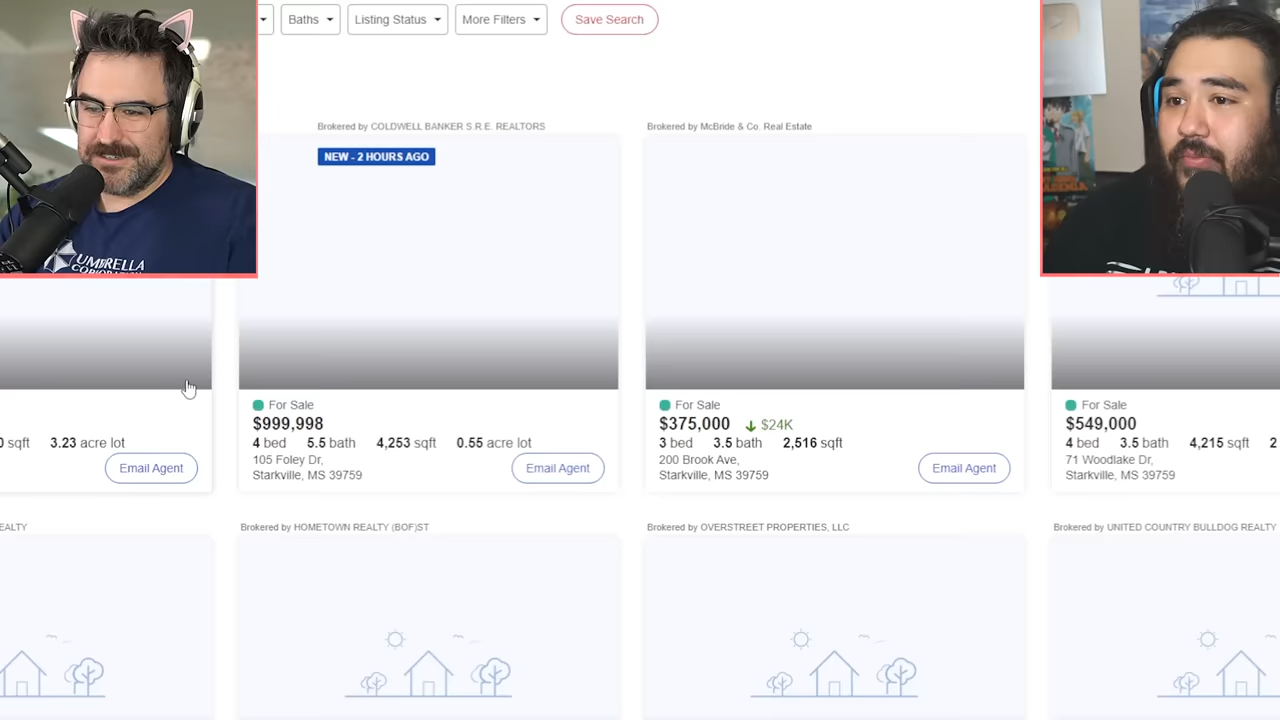 Baths
Listing Status
More Filters
Save Search
Brokered by COLDWELL BANKER S.R.E. REALTORS
Brokered by McBride & Co. Real Estate
NEW - 2 HOURS AGO
UMBRELLA
CORPORATION
sqft 3.23 acre lot
Email Agent
For Sale
$999,998
4 bed 5.5 bath 4,253 sqft 0.55 acre lot
105 Foley Dr,
Starkville, MS 39759
Email Agent
For Sale
$375,000 $24K
3 bed 3.5 bath 2,516 sqft
200 Brook Ave,
Starkville, MS 39759
Email Agent
For Sale
$549,000
4 bed 3.5 bath 4,215 sqft 2
71 Woodlake Dr,
Starkville, MS 39759
EALTY
Brokered by HOMETOWN REALTY (BOF)ST
Brokered by OVERSTREET PROPERTIES, LLC
Brokered by UNITED COUNTRY BULLDOG REALTY